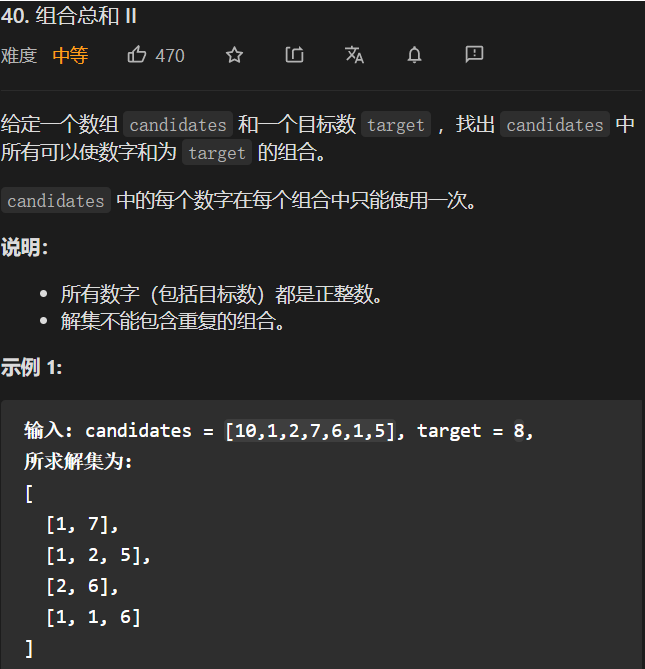 40. 组合总和 II
难度 中等 470
给定一个数组 candidates 和一个目标数 target ，找出 candidates 中
所有可以使数字和为 target 的组合。
candidates 中的每个数字在每个组合中只能使用一次。
说明：
所有数字（包括目标数）都是正整数。
解集不能包含重复的组合。
示例 1:
输入: candidates = [10,1,2,7,6,1,5], target = 8,
所求解集为:
[
[1, 7],
[1, 2, 5],
[2, 6],
[1, 1, 6]
]